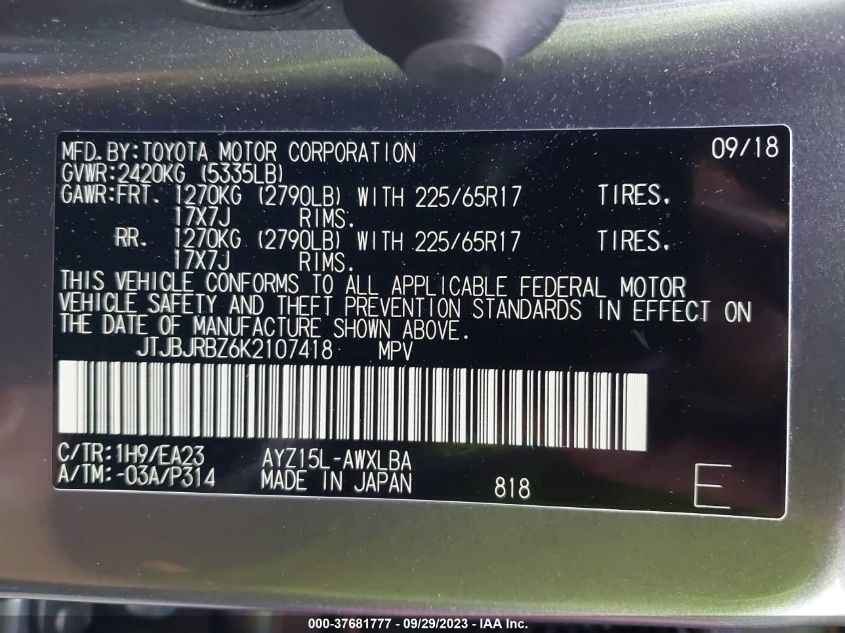 MFD.BY:TOYOTA MOTOR CORPORATION 09/18
GVWR:2420KG (5335LB)
GAWR:FRT. 1270KG (2790LB) WITH 225/65R17 TIRES.
17X7J RIMS.
RR. 1270KG (2790LB) WITH 225/65R17 TIRES.
17X7J RIMS.
THIS VEHICLE CONFORMS TO ALL APPLICABLE FEDERAL MOTOR
VEHICLE SAFETY AND THEFT PREVENTION STANDARDS IN EFFECT ON
THE DATE OF MANUFACTURE SHOWN ABOVE.
JTJBJRBZ6K2107418 MPV
C/TR:1H9/EA23 AYZ15L-AWXLBA
A/TM:-03A/P314 MADE IN JAPAN 818 E
000-37681777 - 09/29/2023 - IAA Inc.